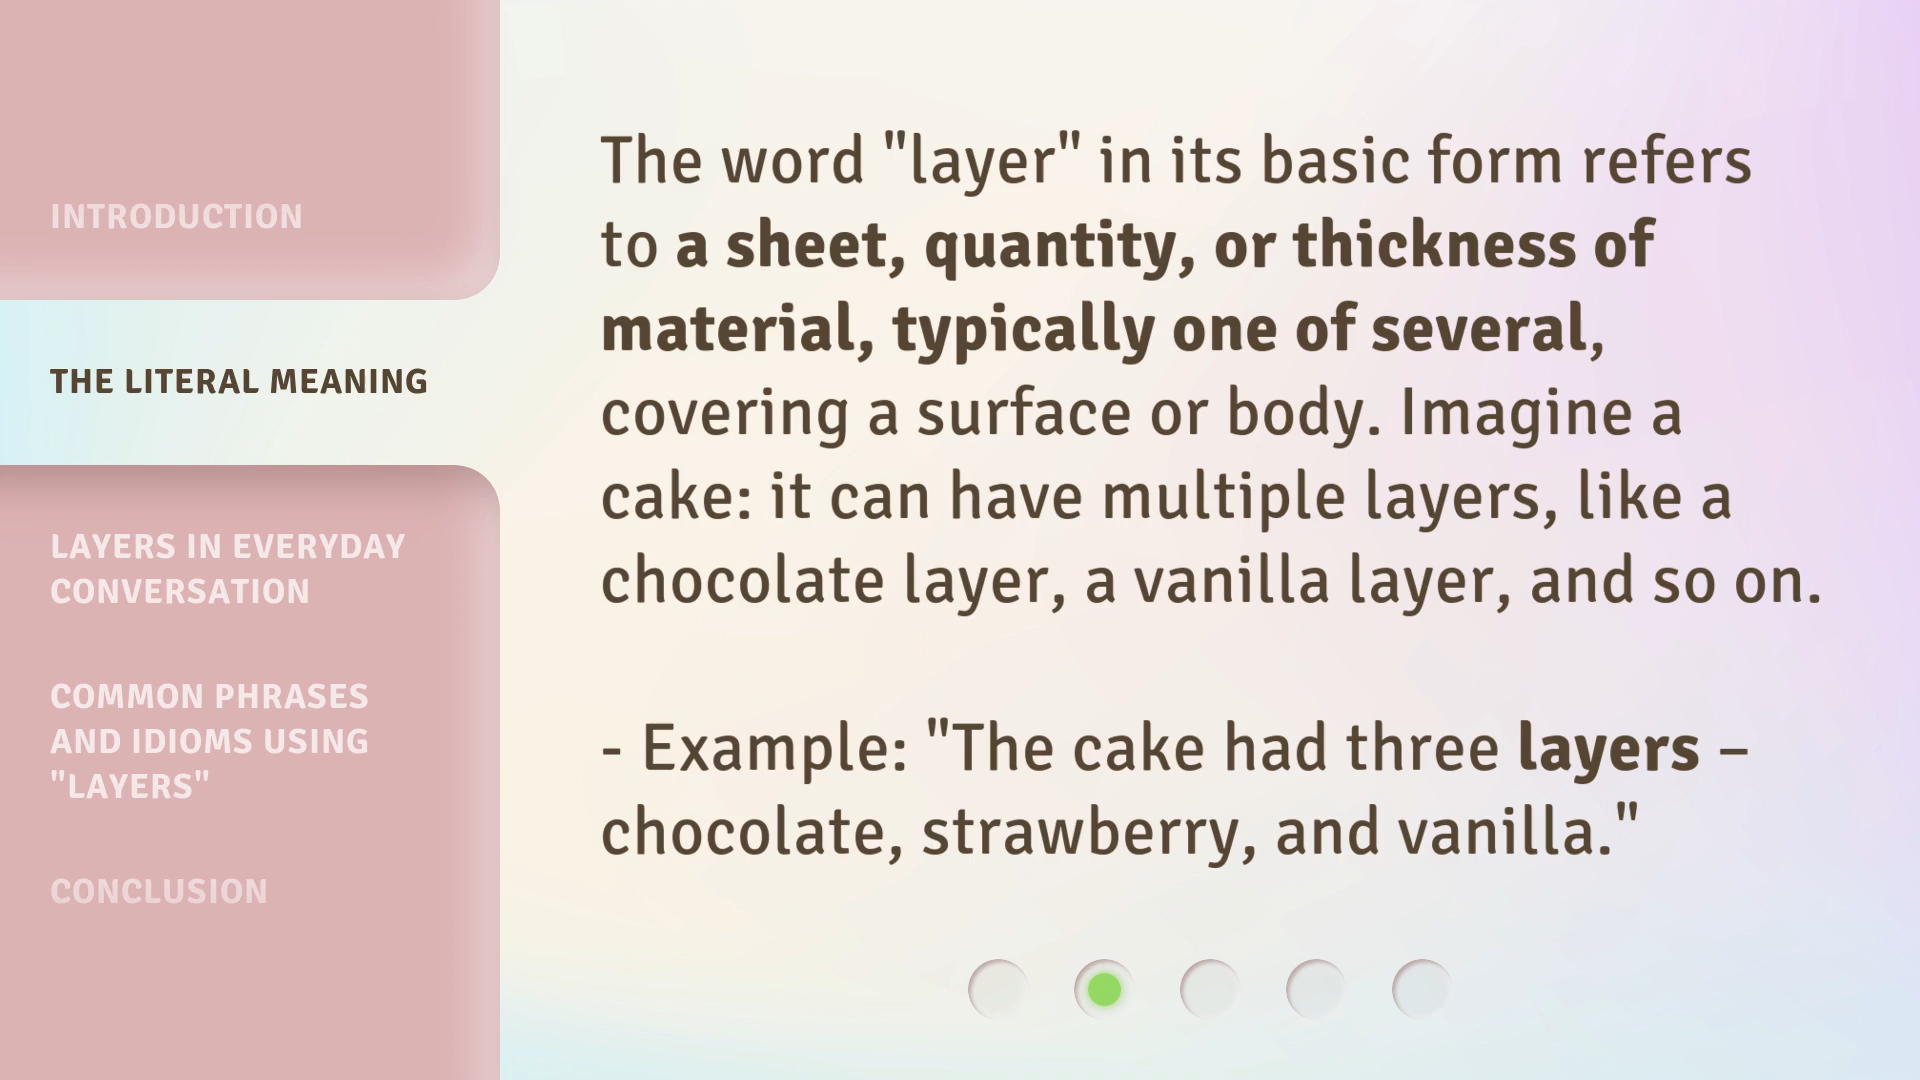 INTRODUCTION
THE LITERAL MEANING
LAYERS IN EVERYDAY
CONVERSATION
COMMON PHRASES
AND IDIOMS USING
"LAYERS"
CONCLUSION
The word "layer" in its basic form refers
to a sheet, quantity, or thickness of
material, typically one of several,
covering a surface or body. Imagine a
cake: it can have multiple layers, like a
chocolate layer, a vanilla layer, and so on.
- Example: "The cake had three layers –
chocolate, strawberry, and vanilla."